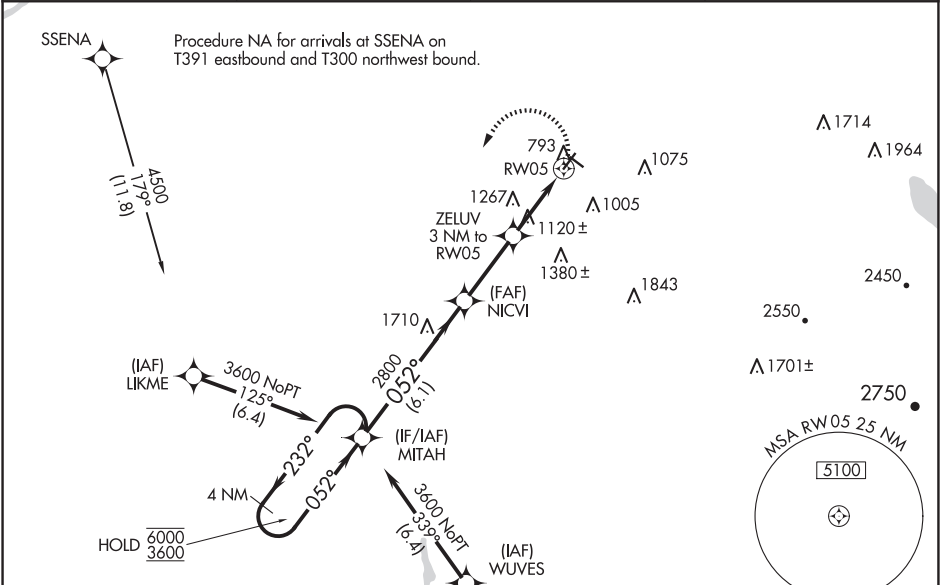 SSENA
Procedure NA for arrivals at SSENA on
T391 eastbound and T300 northwest bound.
4500
179°
(11.8)
793
RW05
1714
1964
1075
1267
1005
ZELUV
3 NM to
RW05
1120 ±
1380 ±
1843
2450
(FAF)
NICVI
2550
1710
1701±
(IAF)
LIKME
3600 NoPT
125°
(6.4)
2800
052°
(6.1)
2750
MSA RW 05 25 NM
5100
(IF/IAF)
MITAH
232°
052°
4 NM
HOLD
6000
3600
3600 NoPT
339°
(6.4)
(IAF)
WUVES